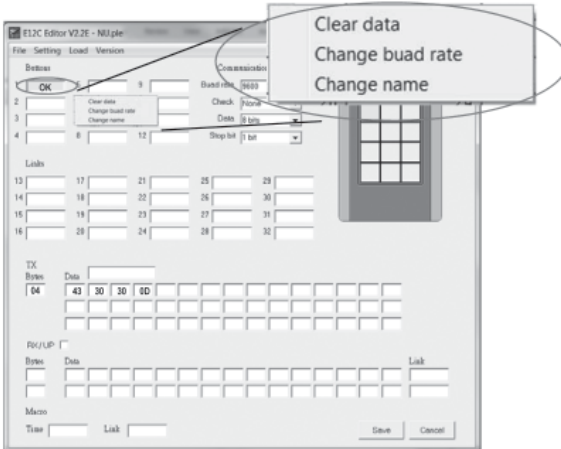 E12C Editor V2.2E - NU.ple
File Setting Load Version
Clear data
Change buad rate
Change name
Buttons
1 OK 9
2
3
4 8 12
Clear data
Change buad rate
Change name
Buad rate 9600
Check None
Data 8 bits
Stop bit 1 bit
Links
13 17 21 25 29
14 18 22 26 30
15 19 23 27 31
16 20 24 28 32
TX
Bytes Data
04 43 30 30 0D
RX/UP
Bytes Data Link
Macro
Time Link Save Cancel